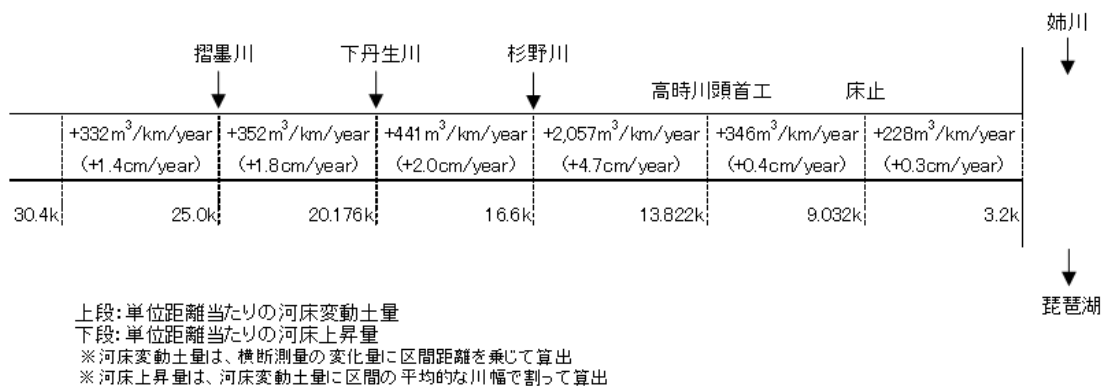 姉川
摺墨川 下丹生川 杉野川
高時川頭首工 床止
+332m³/km/year +352m³/km/year +441m³/km/year +2,057m³/km/year +346m³/km/year +228m³/km/year
(+1.4cm/year) (+1.8cm/year) (+2.0cm/year) (+4.7cm/year) (+0.4cm/year) (+0.3cm/year)
30.4k 25.0k 20.176k 16.6k 13.822k 9.032k 3.2k
琵琶湖
上段:単位距離当たりの河床変動土量
下段:単位距離当たりの河床上昇量
※河床変動土量は、横断測量の変化量に区間距離を乗じて算出
※河床上昇量は、河床変動土量に区間の平均的な川幅で割って算出